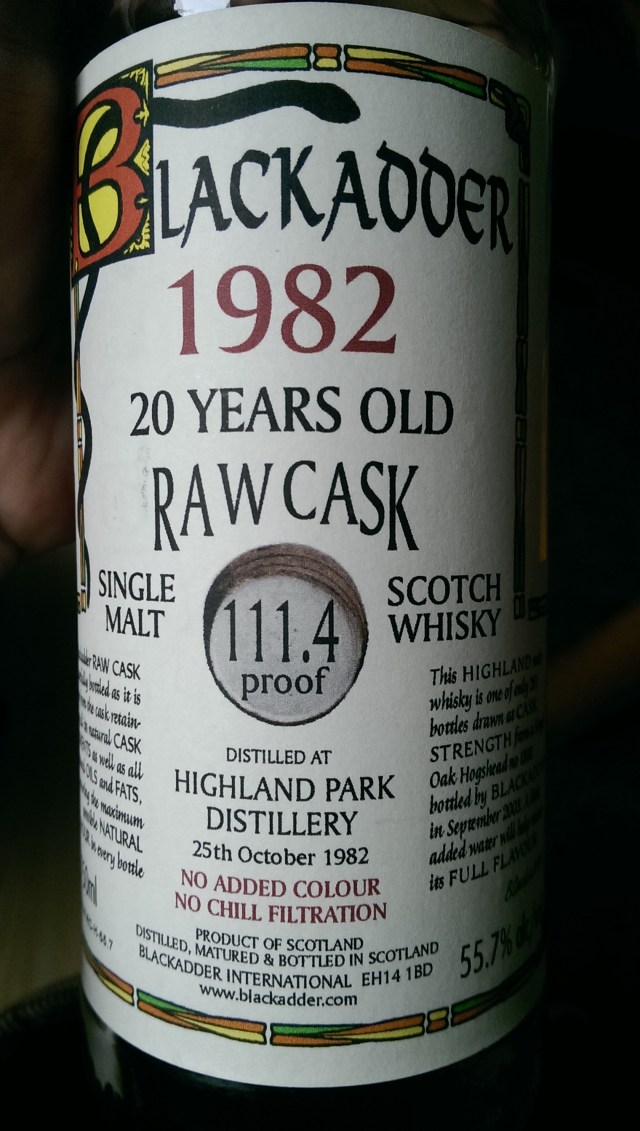 BLACKADDER
1982
20 YEARS OLD
RAW CASK
SINGLE
MALT
111.4
proof
SCOTCH
WHISKY
RAW CASK
bottled as it is
the cask retain-
natural CASK
as well as all
OILS and FATS,
the maximum
NATURAL
in every bottle
This HIGHLAND
whisky is one of only
bottles drawn at CASK
STRENGTH
Oak Hogshead no
bottled by
in September
added water will
its FULL FLAVOUR
DISTILLED AT
HIGHLAND PARK
DISTILLERY
25th October 1982
NO ADDED COLOUR
NO CHILL FILTRATION
PRODUCT OF SCOTLAND
DISTILLED, MATURED & BOTTLED IN SCOTLAND
BLACKADDER INTERNATIONAL EH14 1BD
www.blackadder.com
55.7%